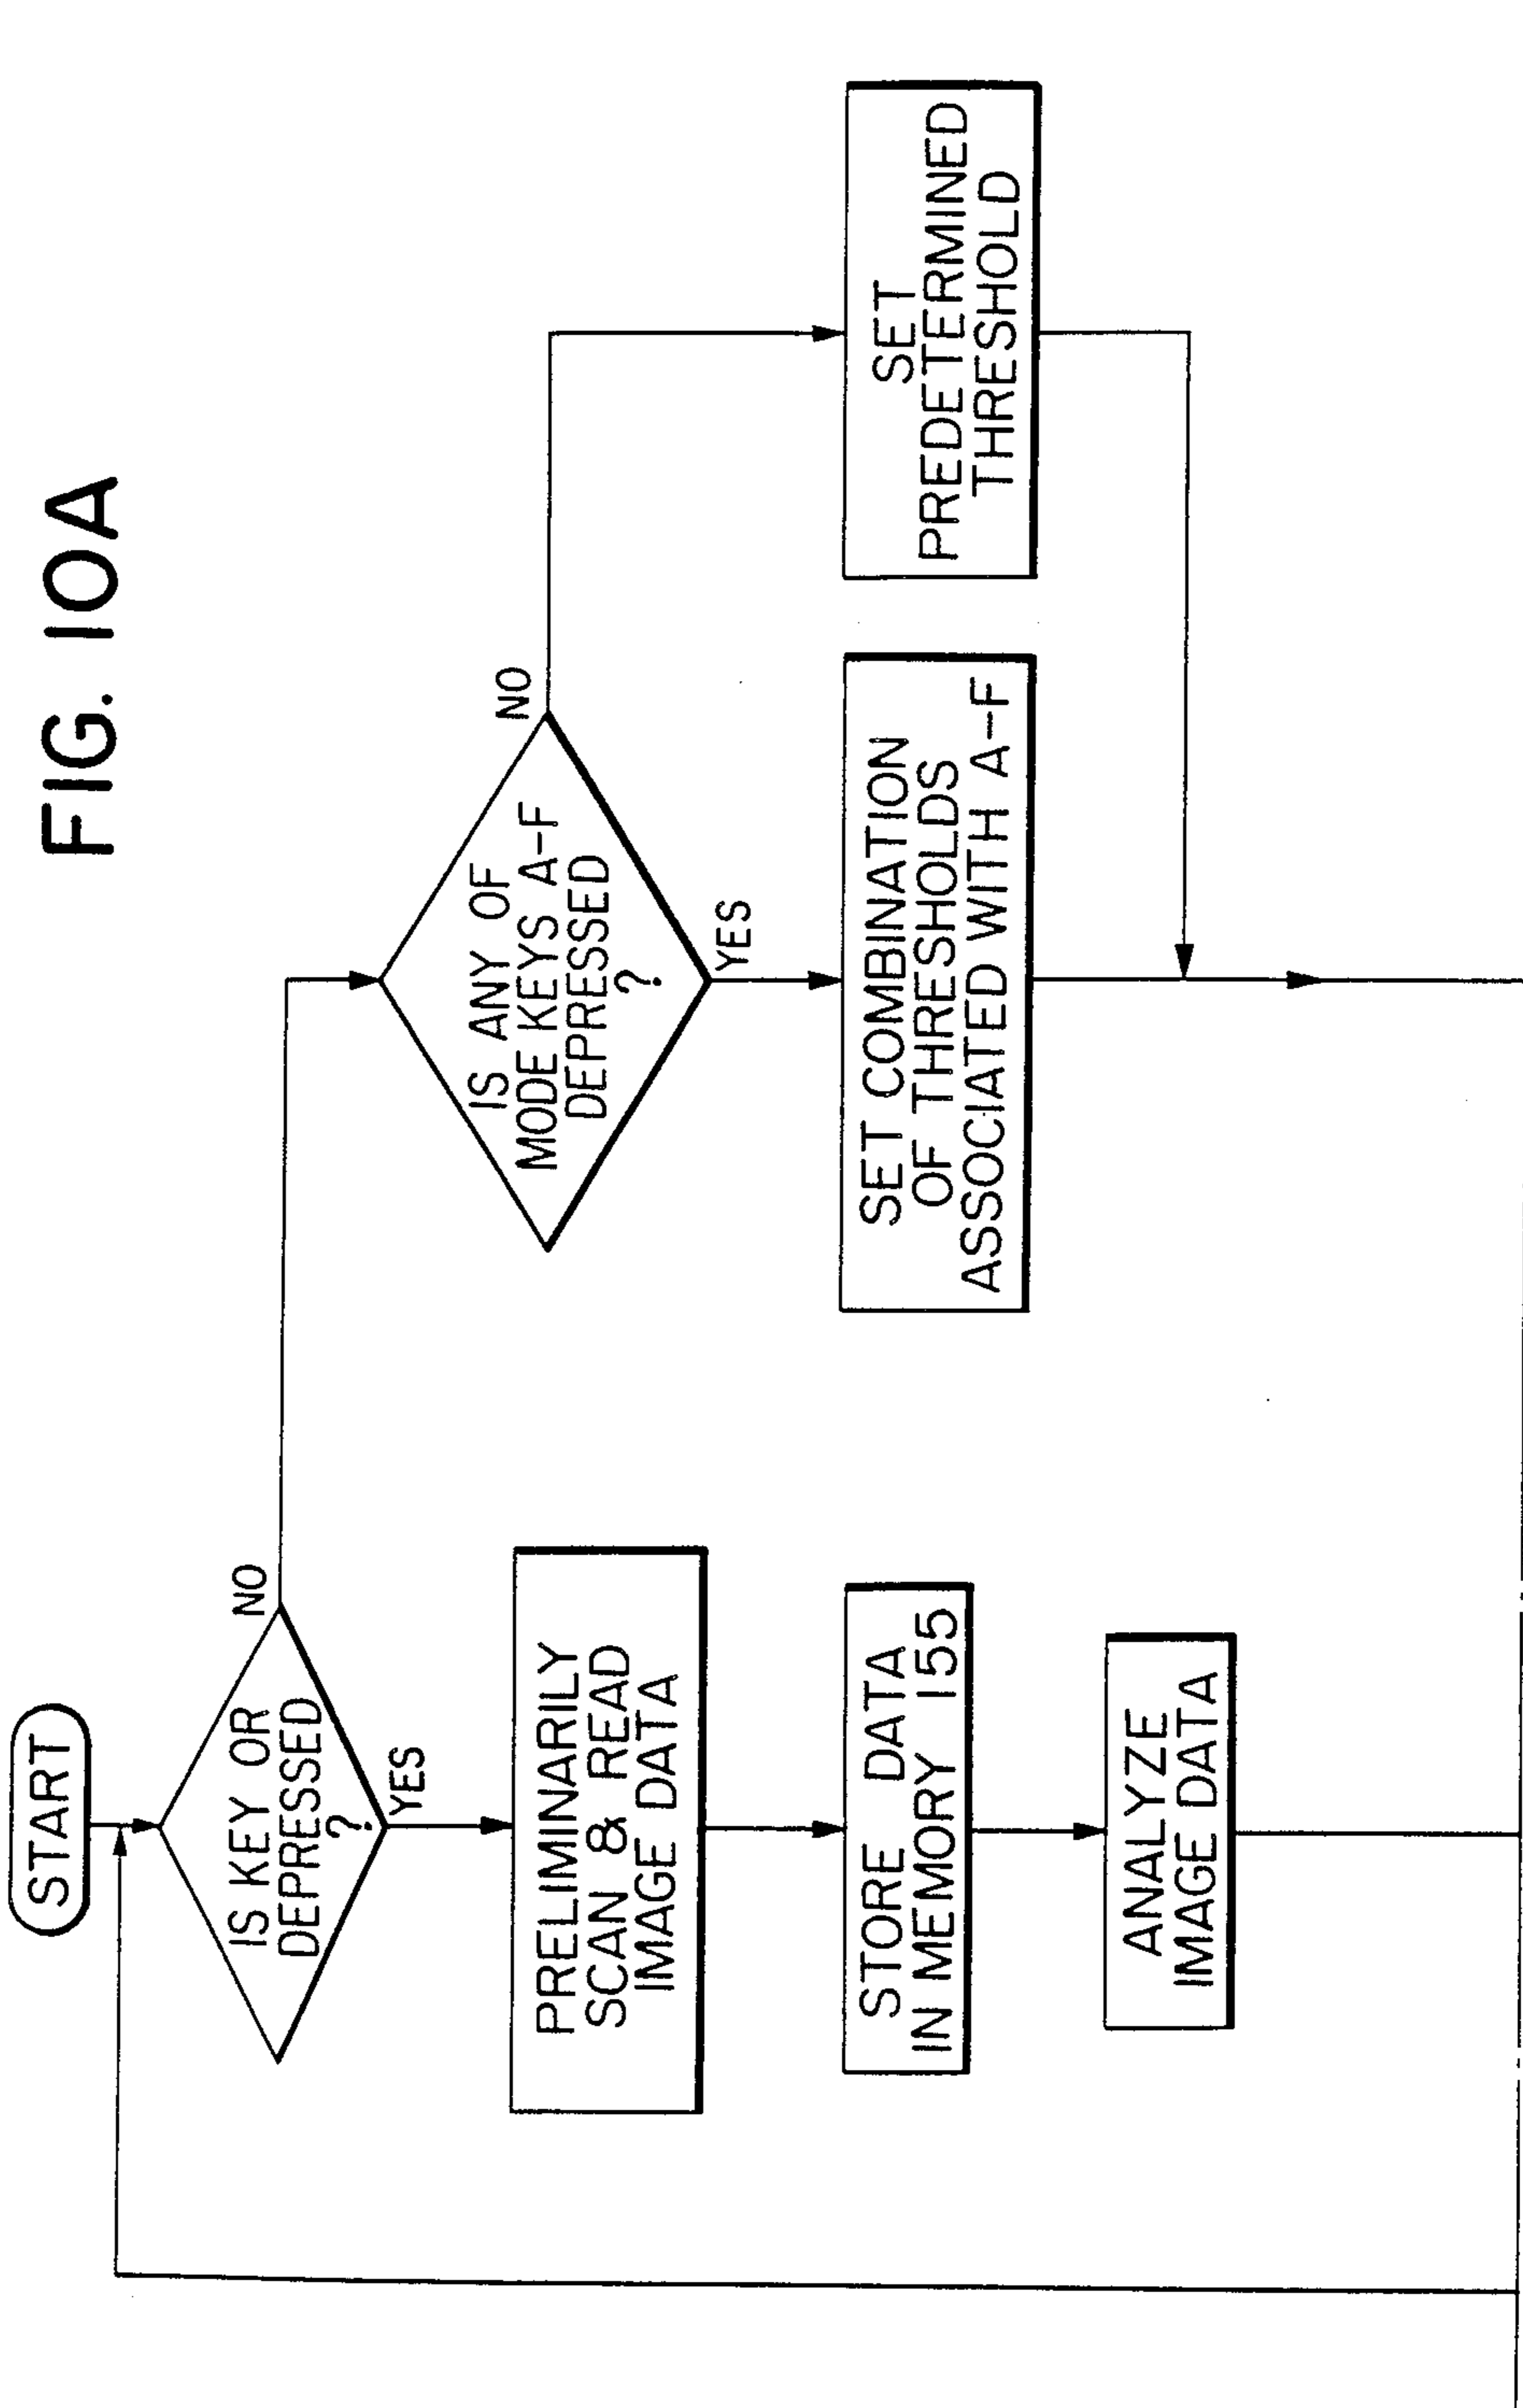 FIG. 10A
START
IS KEY OR
DEPRESSED
?
NO
YES
PRELIMINARILY
SCAN & READ
IMAGE DATA
STORE DATA
IN MEMORY 155
ANALYZE
IMAGE DATA
IS ANY OF
MODE KEYS A-F
DEPRESSED
?
NO
YES
SET COMBINATION
OF THRESHOLDS
ASSOCIATED WITH A-F
SET
PREDETERMINED
THRESHOLD